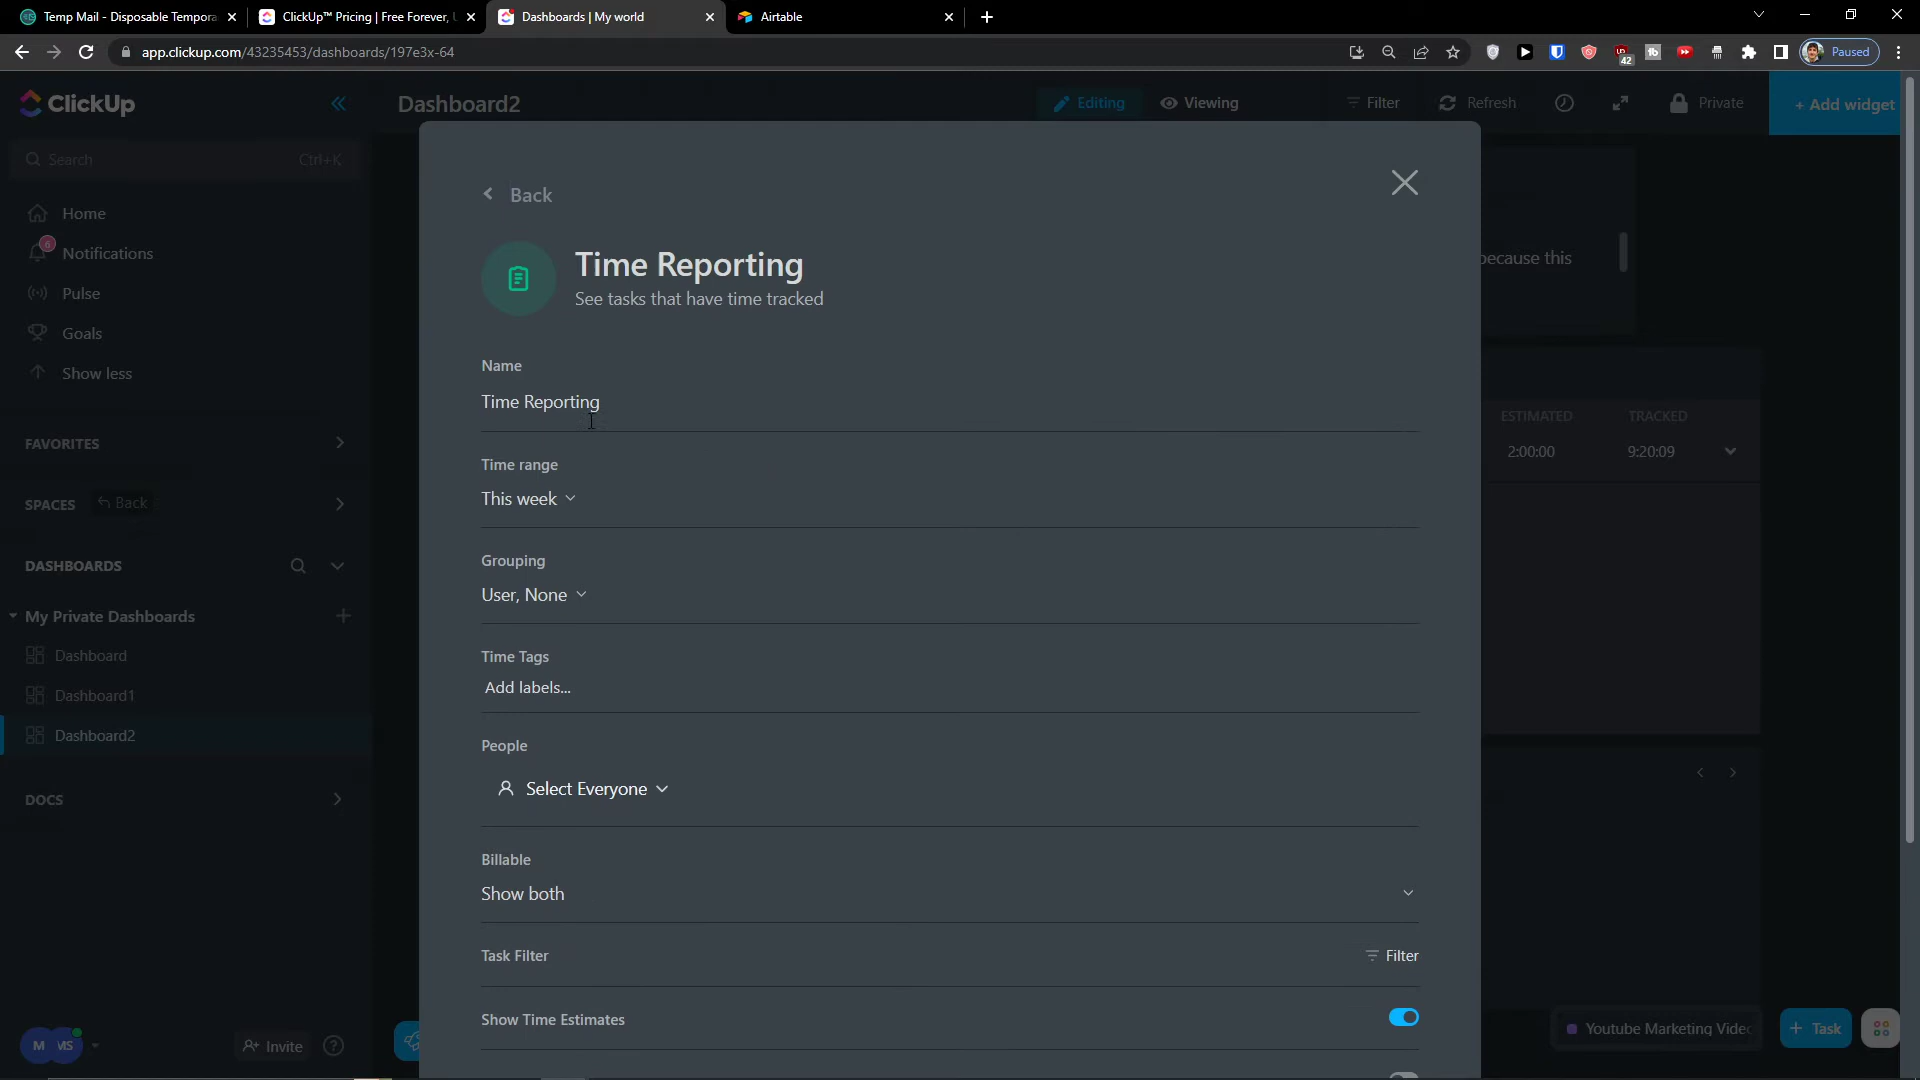 Temp Mail - Disposable Tempora
ClickUp™ Pricing | Free Forever, U
Dashboards | My world
Airtable
app.clickup.com/43235453/dashboards/197e3x-64
42
Paused
ClickUp
Dashboard2
Editing
Viewing
Filter
Refresh
Private
+ Add widget
Search
Ctrl+K
Home
6
Notifications
Pulse
Goals
Show less
FAVORITES
SPACES
Back
DASHBOARDS
My Private Dashboards
Dashboard
Dashboard1
Dashboard2
DOCS
M
MS
Invite
Back
Time Reporting
See tasks that have time tracked
Name
Time Reporting
Time range
This week
Grouping
User, None
Time Tags
Add labels...
People
Select Everyone
Billable
Show both
Task Filter
Filter
Show Time Estimates
because this
ESTIMATED
TRACKED
2:00:00
9:20:09
Youtube Marketing Videc
+ Task